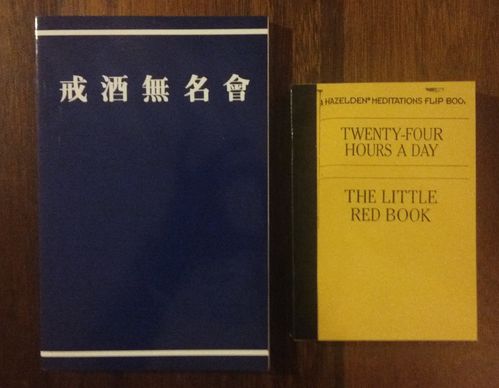 戒酒無名會
A HAZELDEN® MEDITATIONS FLIP BOOK
TWENTY-FOUR
HOURS A DAY
THE LITTLE
RED BOOK